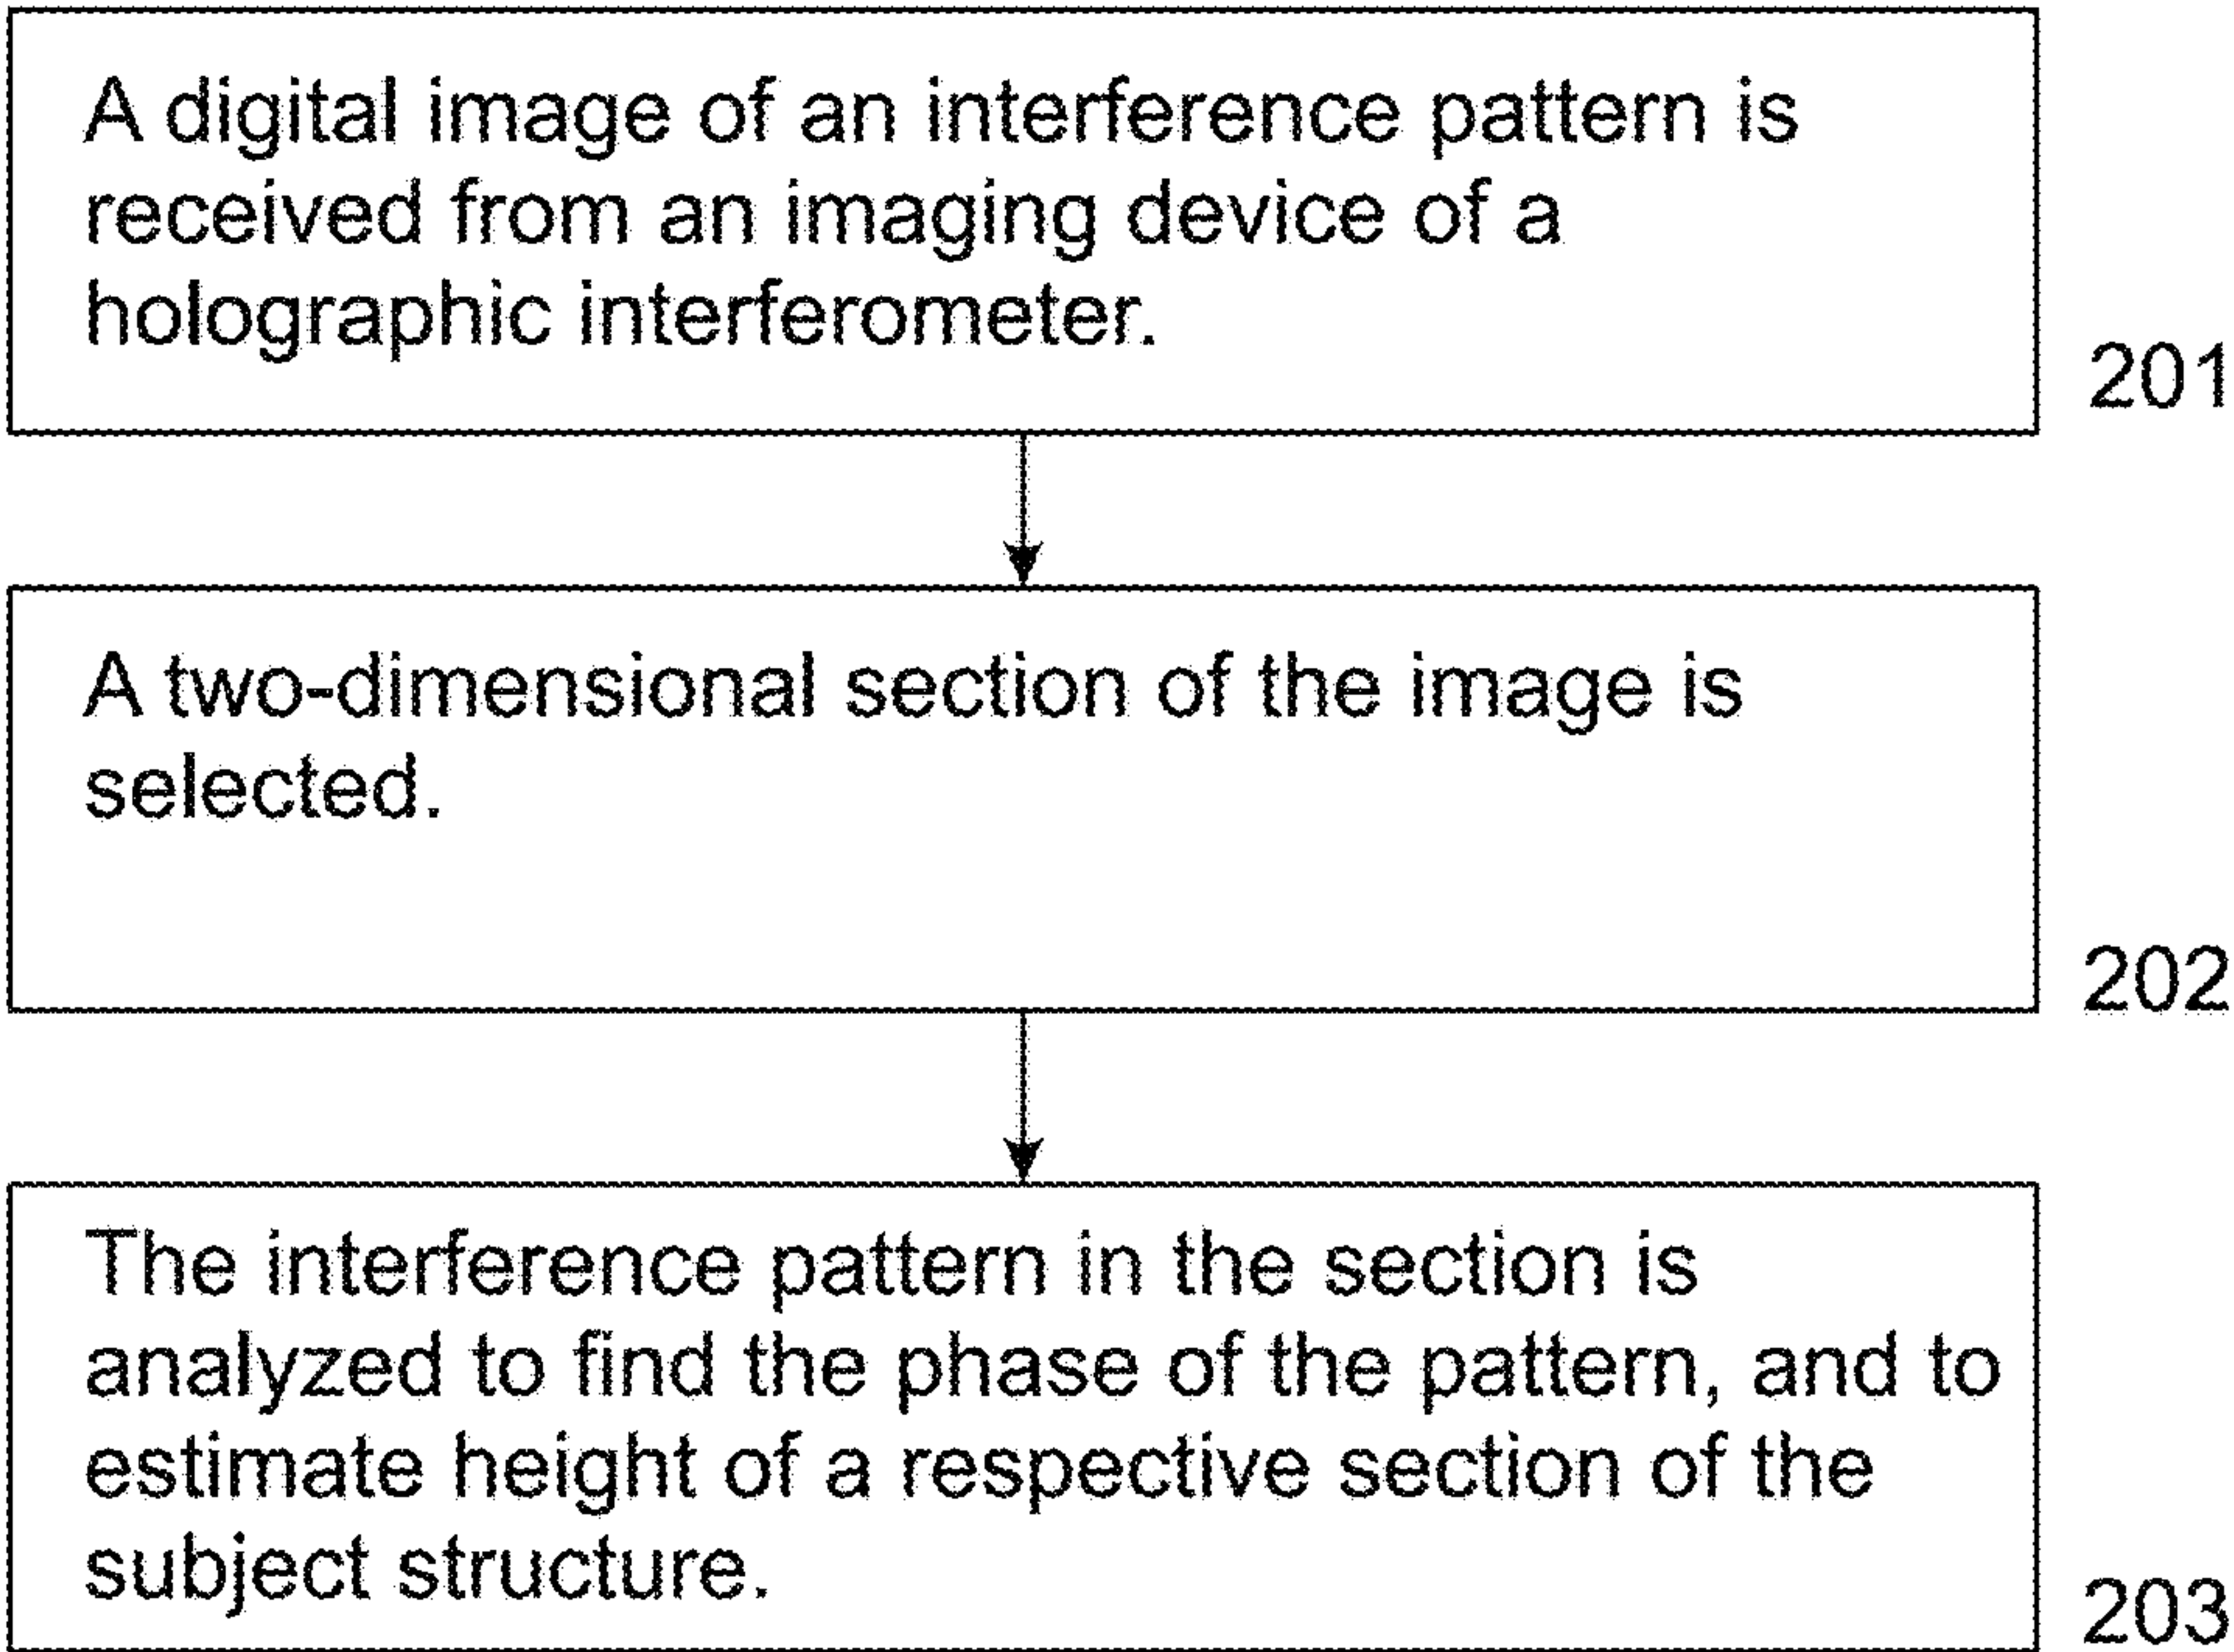 A digital image of an interference pattern is
received from an imaging device of a
holographic interferometer.
201
A two-dimensional section of the image is
selected.
202
The interference pattern in the section is
analyzed to find the phase of the pattern, and to
estimate height of a respective section of the
subject structure.
203